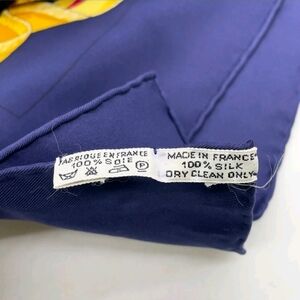 FABRIQUE EN FRANCE
100% SOIE
P
MADE IN FRANCE
100% SILK
DRY CLEAN ONLY